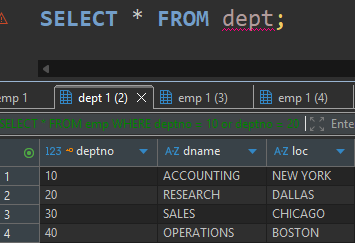 SELECT * FROM dept;
emp 1 dept 1 (2) emp 1 (3) emp 1 (4)
SELECT * FROM emp WHERE deptno = 10 or deptno = 20 Ente
123 deptno A-Z dname A-Z loc
1 10 ACCOUNTING NEW YORK
2 20 RESEARCH DALLAS
3 30 SALES CHICAGO
4 40 OPERATIONS BOSTON